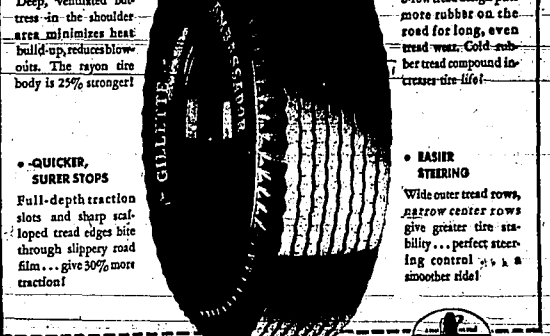 Deep, ventilated but-
tress in the shoulder
area minimizes heat
build-up, reduces blow-
outs. The rayon tire
body is 25% stronger!
• QUICKER,
SURER STOPS
Full-depth traction
slots and sharp scal-
loped tread edges bite
through slippery road
film...give 30% more
traction!
GILLETTE
more rubber on the
road for long, even
tread wear. Cold rub-
ber tread compound in-
creases tire life!
• EASIER
STEERING
Wide outer tread rows,
narrow center rows
give greater tire sta-
bility...perfect steer-
ing control... a
smoother ride!